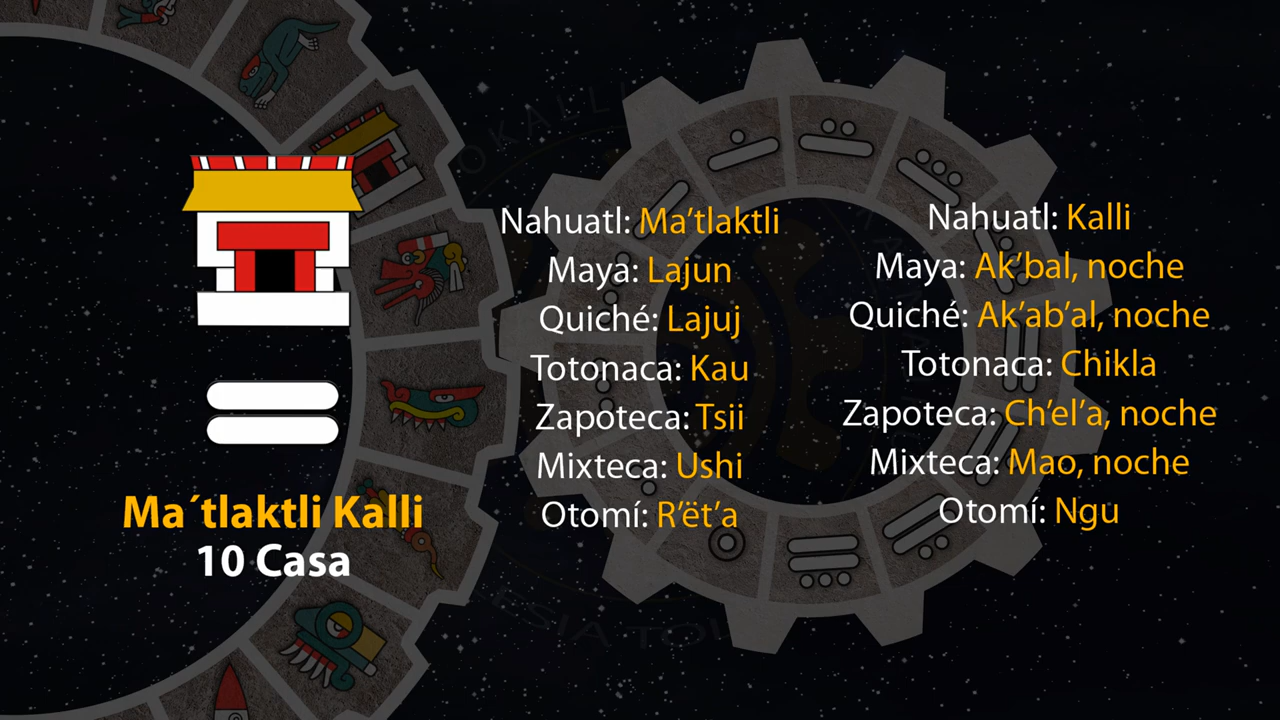 Nahuatl: Ma’tlaktli
Maya: Lajun
Quiché: Lajuj
Totonaca: Kau
Zapoteca: Tsii
Mixteca: Ushi
Otomí: R’ët’a
Nahuatl: Kalli
Maya: Ak’bal, noche
Quiché: Ak’ab’al, noche
Totonaca: Chikla
Zapoteca: Ch’el’a, noche
Mixteca: Mao, noche
Otomí: Ngu
Ma´tlaktli Kalli
10 Casa